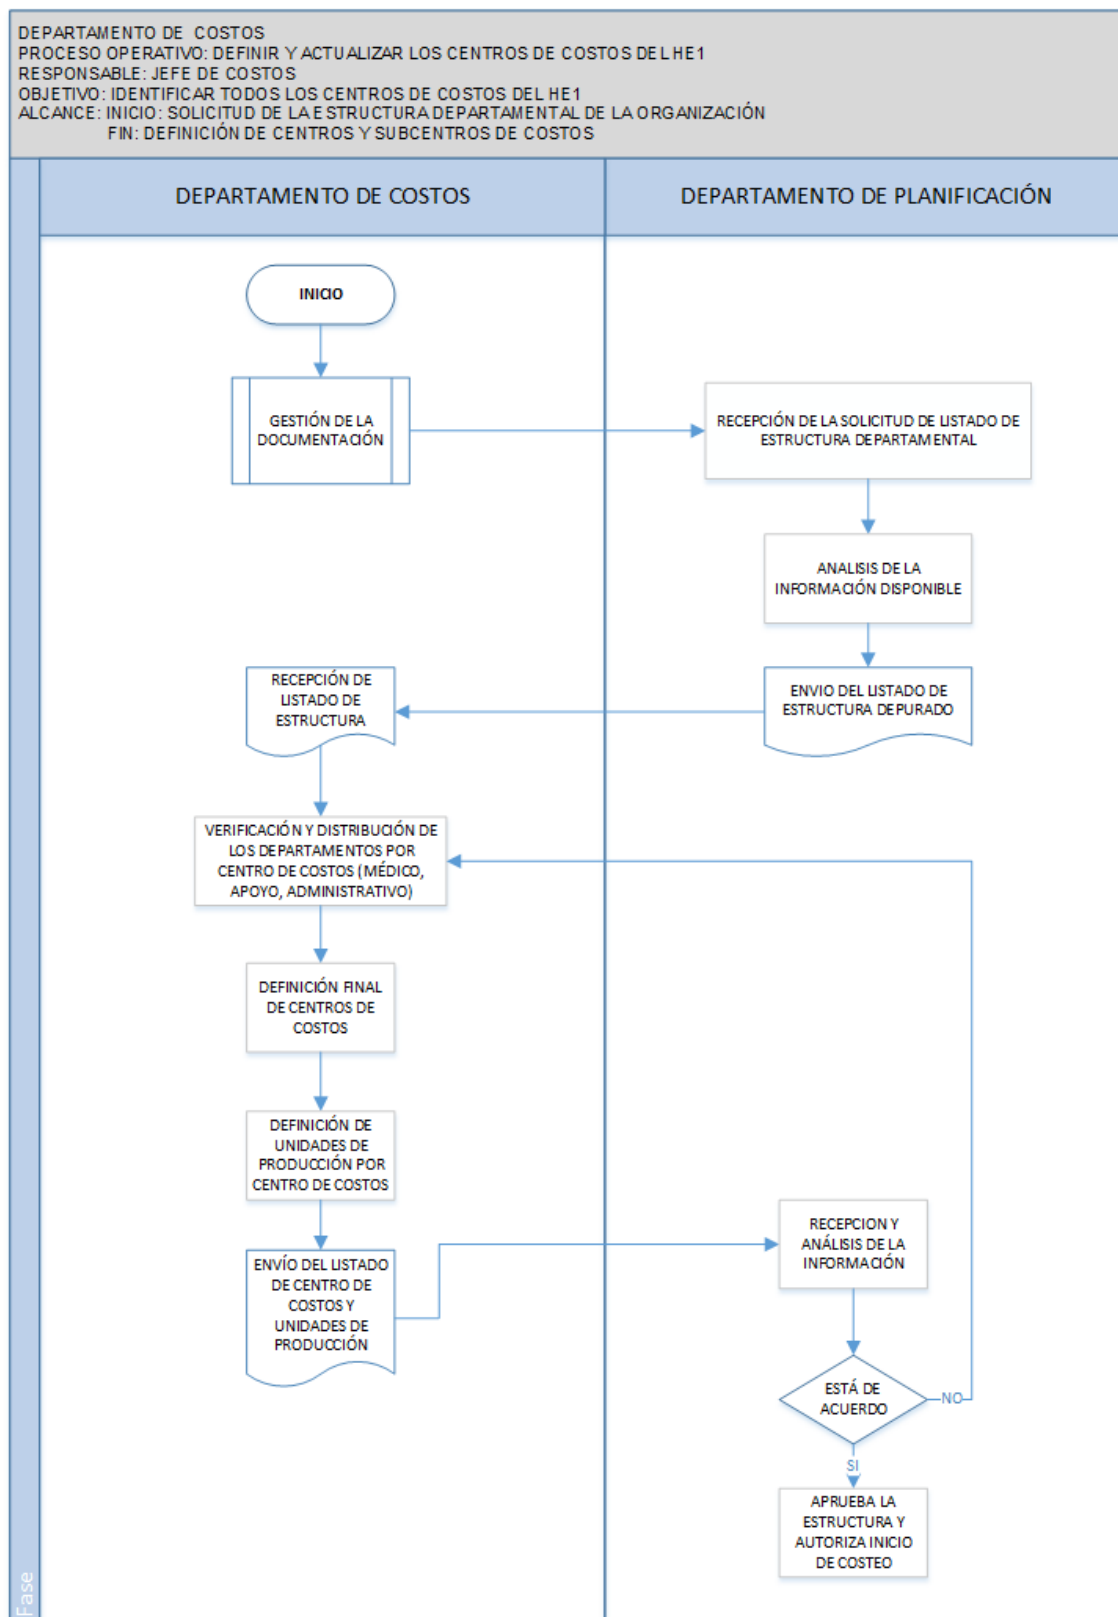 DEPARTAMENTO DE COSTOS
PROCESO OPERATIVO: DEFINIR Y ACTUALIZAR LOS CENTROS DE COSTOS DEL HE1
RESPONSABLE: JEFE DE COSTOS
OBJETIVO: IDENTIFICAR TODOS LOS CENTROS DE COSTOS DEL HE1
ALCANCE: INICIO: SOLICITUD DE LA ESTRUCTURA DEPARTAMENTAL DE LA ORGANIZACIÓN
FIN: DEFINICIÓN DE CENTROS Y SUBCENTROS DE COSTOS
DEPARTAMENTO DE COSTOS
DEPARTAMENTO DE PLANIFICACIÓN
INICIO
GESTIÓN DE LA
DOCUMENTACIÓN
RECEPCIÓN DE LA SOLICITUD DE LISTADO DE
ESTRUCTURA DEPARTAMENTAL
ANALISIS DE LA
INFORMACIÓN DISPONIBLE
ENVIO DEL LISTADO DE
ESTRUCTURA DEPURADO
RECEPCIÓN DE
LISTADO DE
ESTRUCTURA
VERIFICACIÓN Y DISTRIBUCIÓN DE
LOS DEPARTAMENTOS POR
CENTRO DE COSTOS (MÉDICO,
APOYO, ADMINISTRATIVO)
DEFINICIÓN FINAL
DE CENTROS DE
COSTOS
DEFINICIÓN DE
UNIDADES DE
PRODUCCIÓN POR
CENTRO DE COSTOS
ENVÍO DEL LISTADO
DE CENTRO DE
COSTOS Y
UNIDADES DE
PRODUCCIÓN
RECEPCION Y
ANÁLISIS DE LA
INFORMACIÓN
ESTÁ DE
ACUERDO
NO
SI
APRUEBA LA
ESTRUCTURA Y
AUTORIZA INICIO
DE COSTEO
Fase